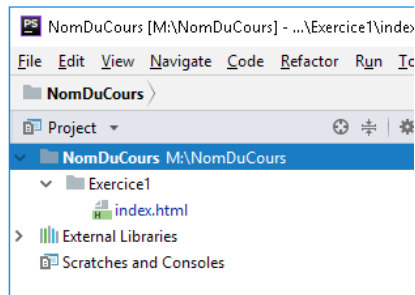 PS NomDuCours [M:\NomDuCours] - ...\Exercice1\index
File Edit View Navigate Code Refactor Run To
NomDuCours
Project
NomDuCours M:\NomDuCours
Exercice1
H index.html
External Libraries
Scratches and Consoles